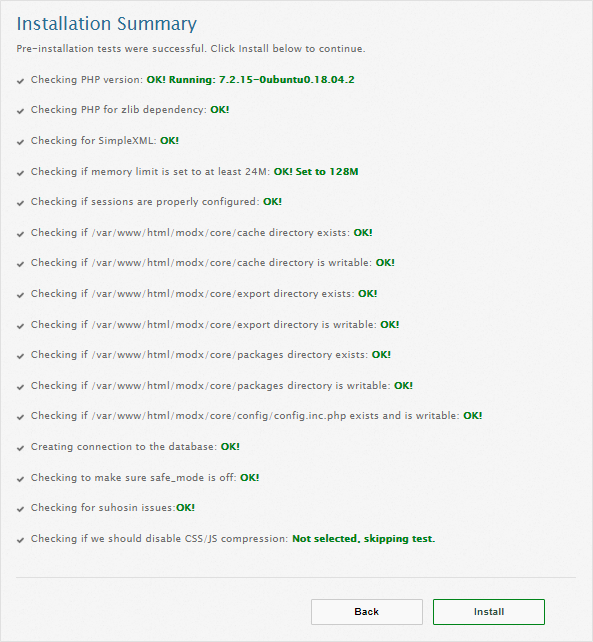 Installation Summary
Pre-installation tests were successful. Click Install below to continue.
Checking PHP version: OK! Running: 7.2.15-0ubuntu0.18.04.2
Checking PHP for zlib dependency: OK!
Checking for SimpleXML: OK!
Checking if memory limit is set to at least 24M: OK! Set to 128M
Checking if sessions are properly configured: OK!
Checking if /var/www/html/modx/core/cache directory exists: OK!
Checking if /var/www/html/modx/core/cache directory is writable: OK!
Checking if /var/www/html/modx/core/export directory exists: OK!
Checking if /var/www/html/modx/core/export directory is writable: OK!
Checking if /var/www/html/modx/core/packages directory exists: OK!
Checking if /var/www/html/modx/core/packages directory is writable: OK!
Checking if /var/www/html/modx/core/config/config.inc.php exists and is writable: OK!
Creating connection to the database: OK!
Checking to make sure safe_mode is off: OK!
Checking for suhosin issues:OK!
Checking if we should disable CSS/JS compression: Not selected, skipping test.
Back
Install